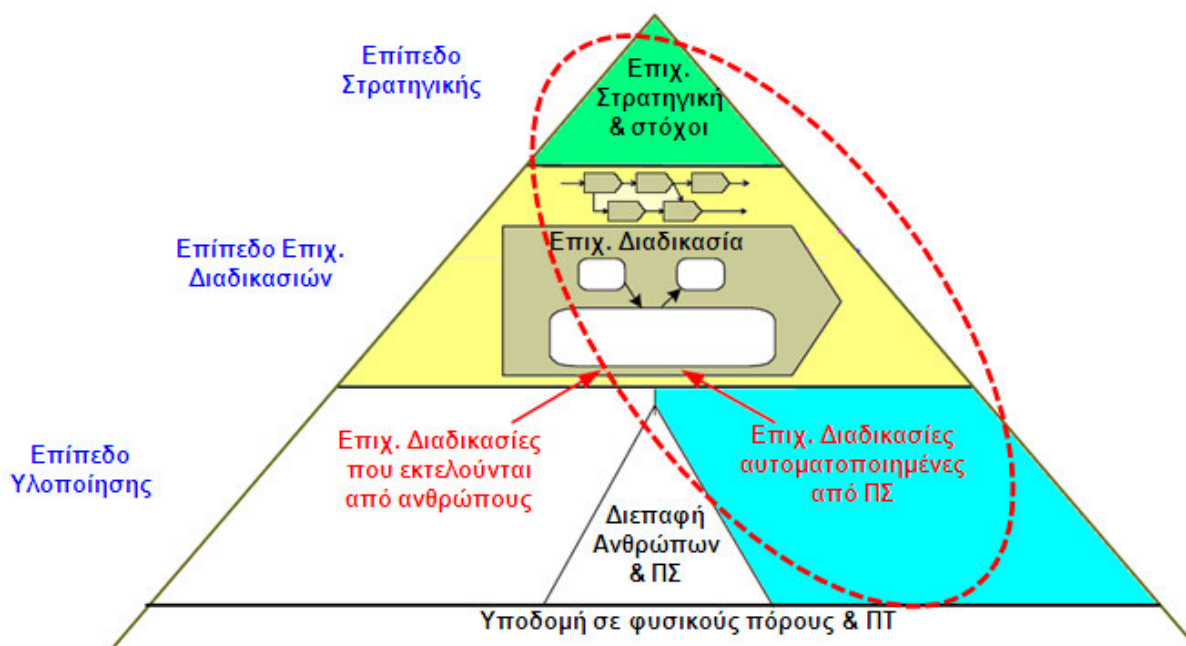 Επίπεδο
Στρατηγικής
Επιχ.
Στρατηγική
& στόχοι
Επίπεδο Επιχ.
Διαδικασιών
Επιχ. Διαδικασία
Επίπεδο
Υλοποίησης
Επιχ. Διαδικασίες
που εκτελούνται
από ανθρώπους
Επιχ. Διαδικασίες
αυτοματοποιημένες
από ΠΣ
Διεπαφή
Ανθρώπων
& ΠΣ
Υποδομή σε φυσικούς πόρους & ΠΤ